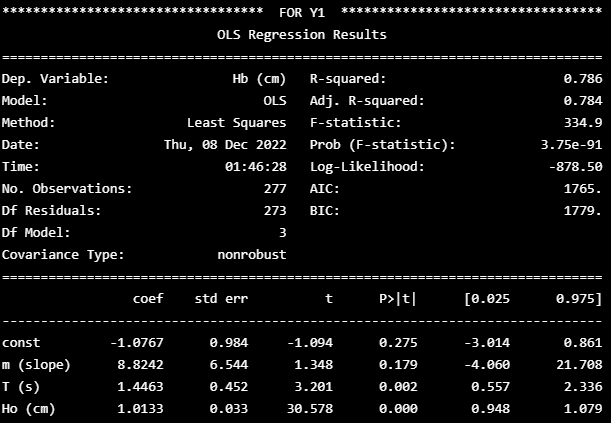 ********************************** FOR Y1 **********************************
OLS Regression Results
==============================================================================
Dep. Variable: Hb (cm) R-squared: 0.786
Model: OLS Adj. R-squared: 0.784
Method: Least Squares F-statistic: 334.9
Date: Thu, 08 Dec 2022 Prob (F-statistic): 3.75e-91
Time: 01:46:28 Log-Likelihood: -878.50
No. Observations: 277 AIC: 1765.
Df Residuals: 273 BIC: 1779.
Df Model: 3
Covariance Type: nonrobust
==============================================================================
coef std err t P>|t| [0.025 0.975]
------------------------------------------------------------------------------
const -1.0767 0.984 -1.094 0.275 -3.014 0.861
m (slope) 8.8242 6.544 1.348 0.179 -4.060 21.708
T (s) 1.4463 0.452 3.201 0.002 0.557 2.336
Ho (cm) 1.0133 0.033 30.578 0.000 0.948 1.079